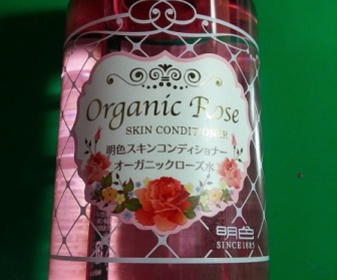 Organic Rose
SKIN CONDITIONER
明色スキンコンディショナー
オーガニックローズ水
明色
SINCE1885